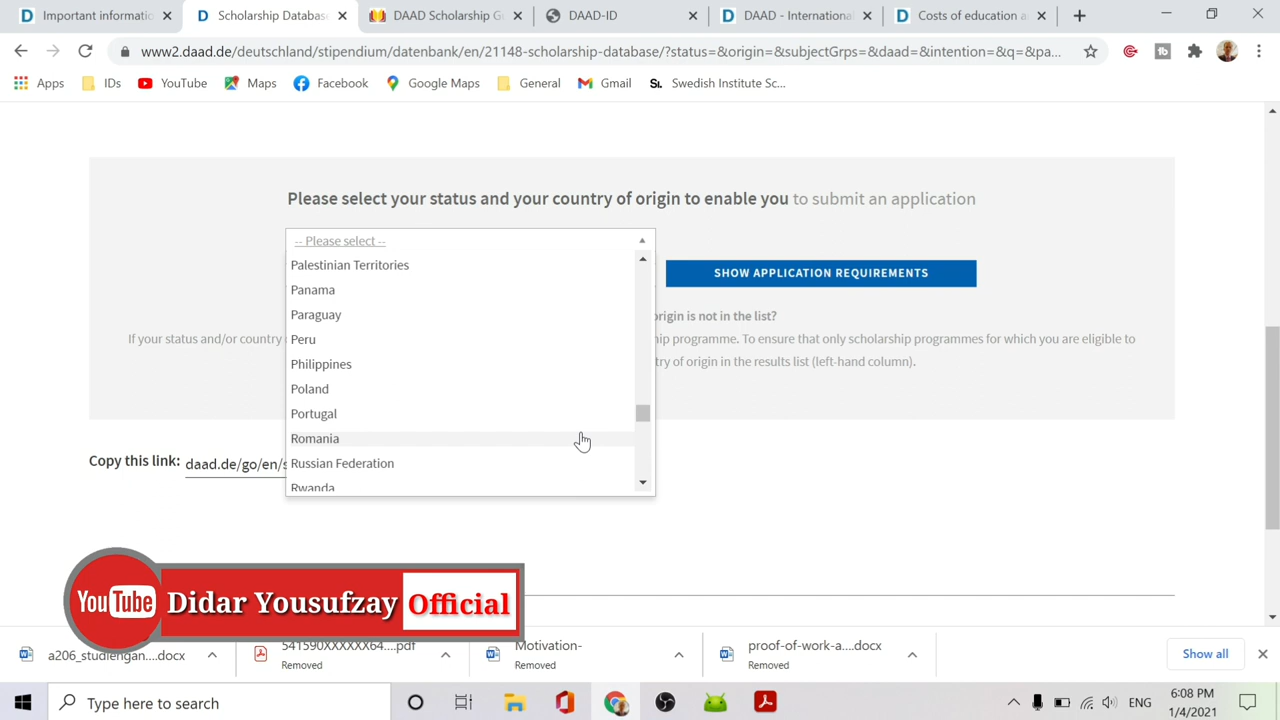 Important informatic
Scholarship Databas
DAAD Scholarship G
DAAD-ID
DAAD - International
Costs of education a
www2.daad.de/deutschland/stipendium/datenbank/en/21148-scholarship-database/?status=&origin=&subjectGrps=&daad=&intention=&q=&pa...
Apps
IDs
YouTube
Maps
Facebook
Google Maps
General
Gmail
Si. Swedish Institute Sc...
Please select your status and your country of origin to enable you to submit an application
-- Please select --
Palestinian Territories
Panama
Paraguay
Peru
Philippines
Poland
Portugal
Romania
Russian Federation
Rwanda
SHOW APPLICATION REQUIREMENTS
rigin is not in the list?
If your status and/or country
ip programme. To ensure that only scholarship programmes for which you are eligible to
ry of origin in the results list (left-hand column).
Copy this link: daad.de/go/en/s
YouTube Didar Yousufzay Official
a206_studiengan....docx
541590XXXXXX64....pdf
Removed
Motivation-
Removed
proof-of-work-a....docx
Removed
Show all
Type here to search
ENG
6:08 PM
1/4/2021